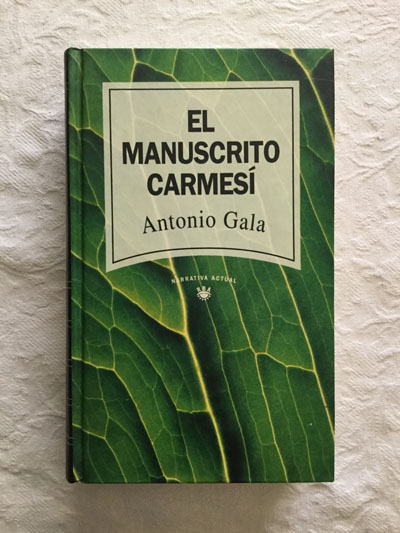 EL
MANUSCRITO
CARMESÍ
Antonio Gala
NARRATIVA ACTUAL